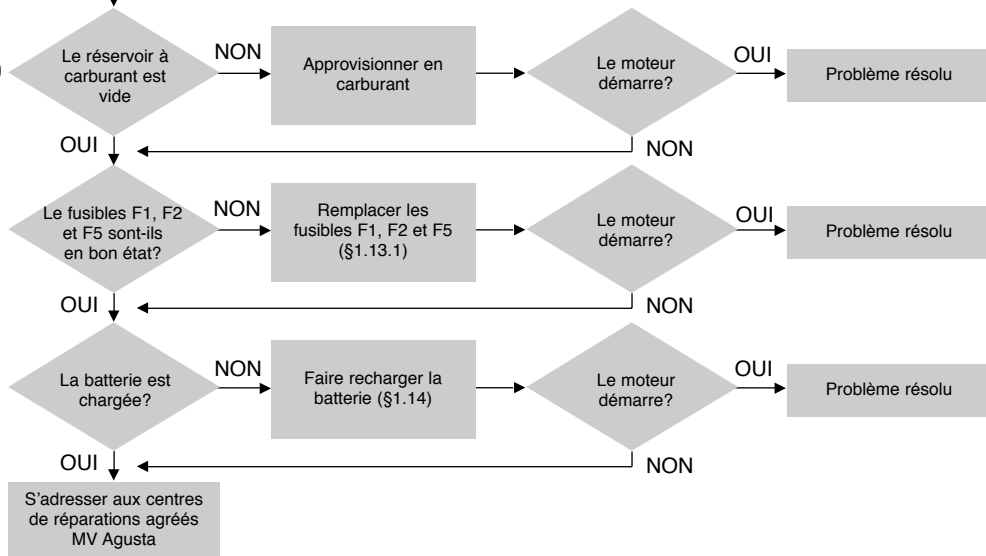 Le réservoir à
carburant est
vide
NON
Approvisionner en
carburant
Le moteur
démarre?
OUI
Problème résolu
OUI
NON
Le fusibles F1, F2
et F5 sont-ils
en bon état?
NON
Remplacer les
fusibles F1, F2 et F5
(§1.13.1)
Le moteur
démarre?
OUI
Problème résolu
OUI
NON
La batterie est
chargée?
NON
Faire recharger la
batterie (§1.14)
Le moteur
démarre?
OUI
Problème résolu
OUI
NON
S'adresser aux centres
de réparations agréés
MV Agusta